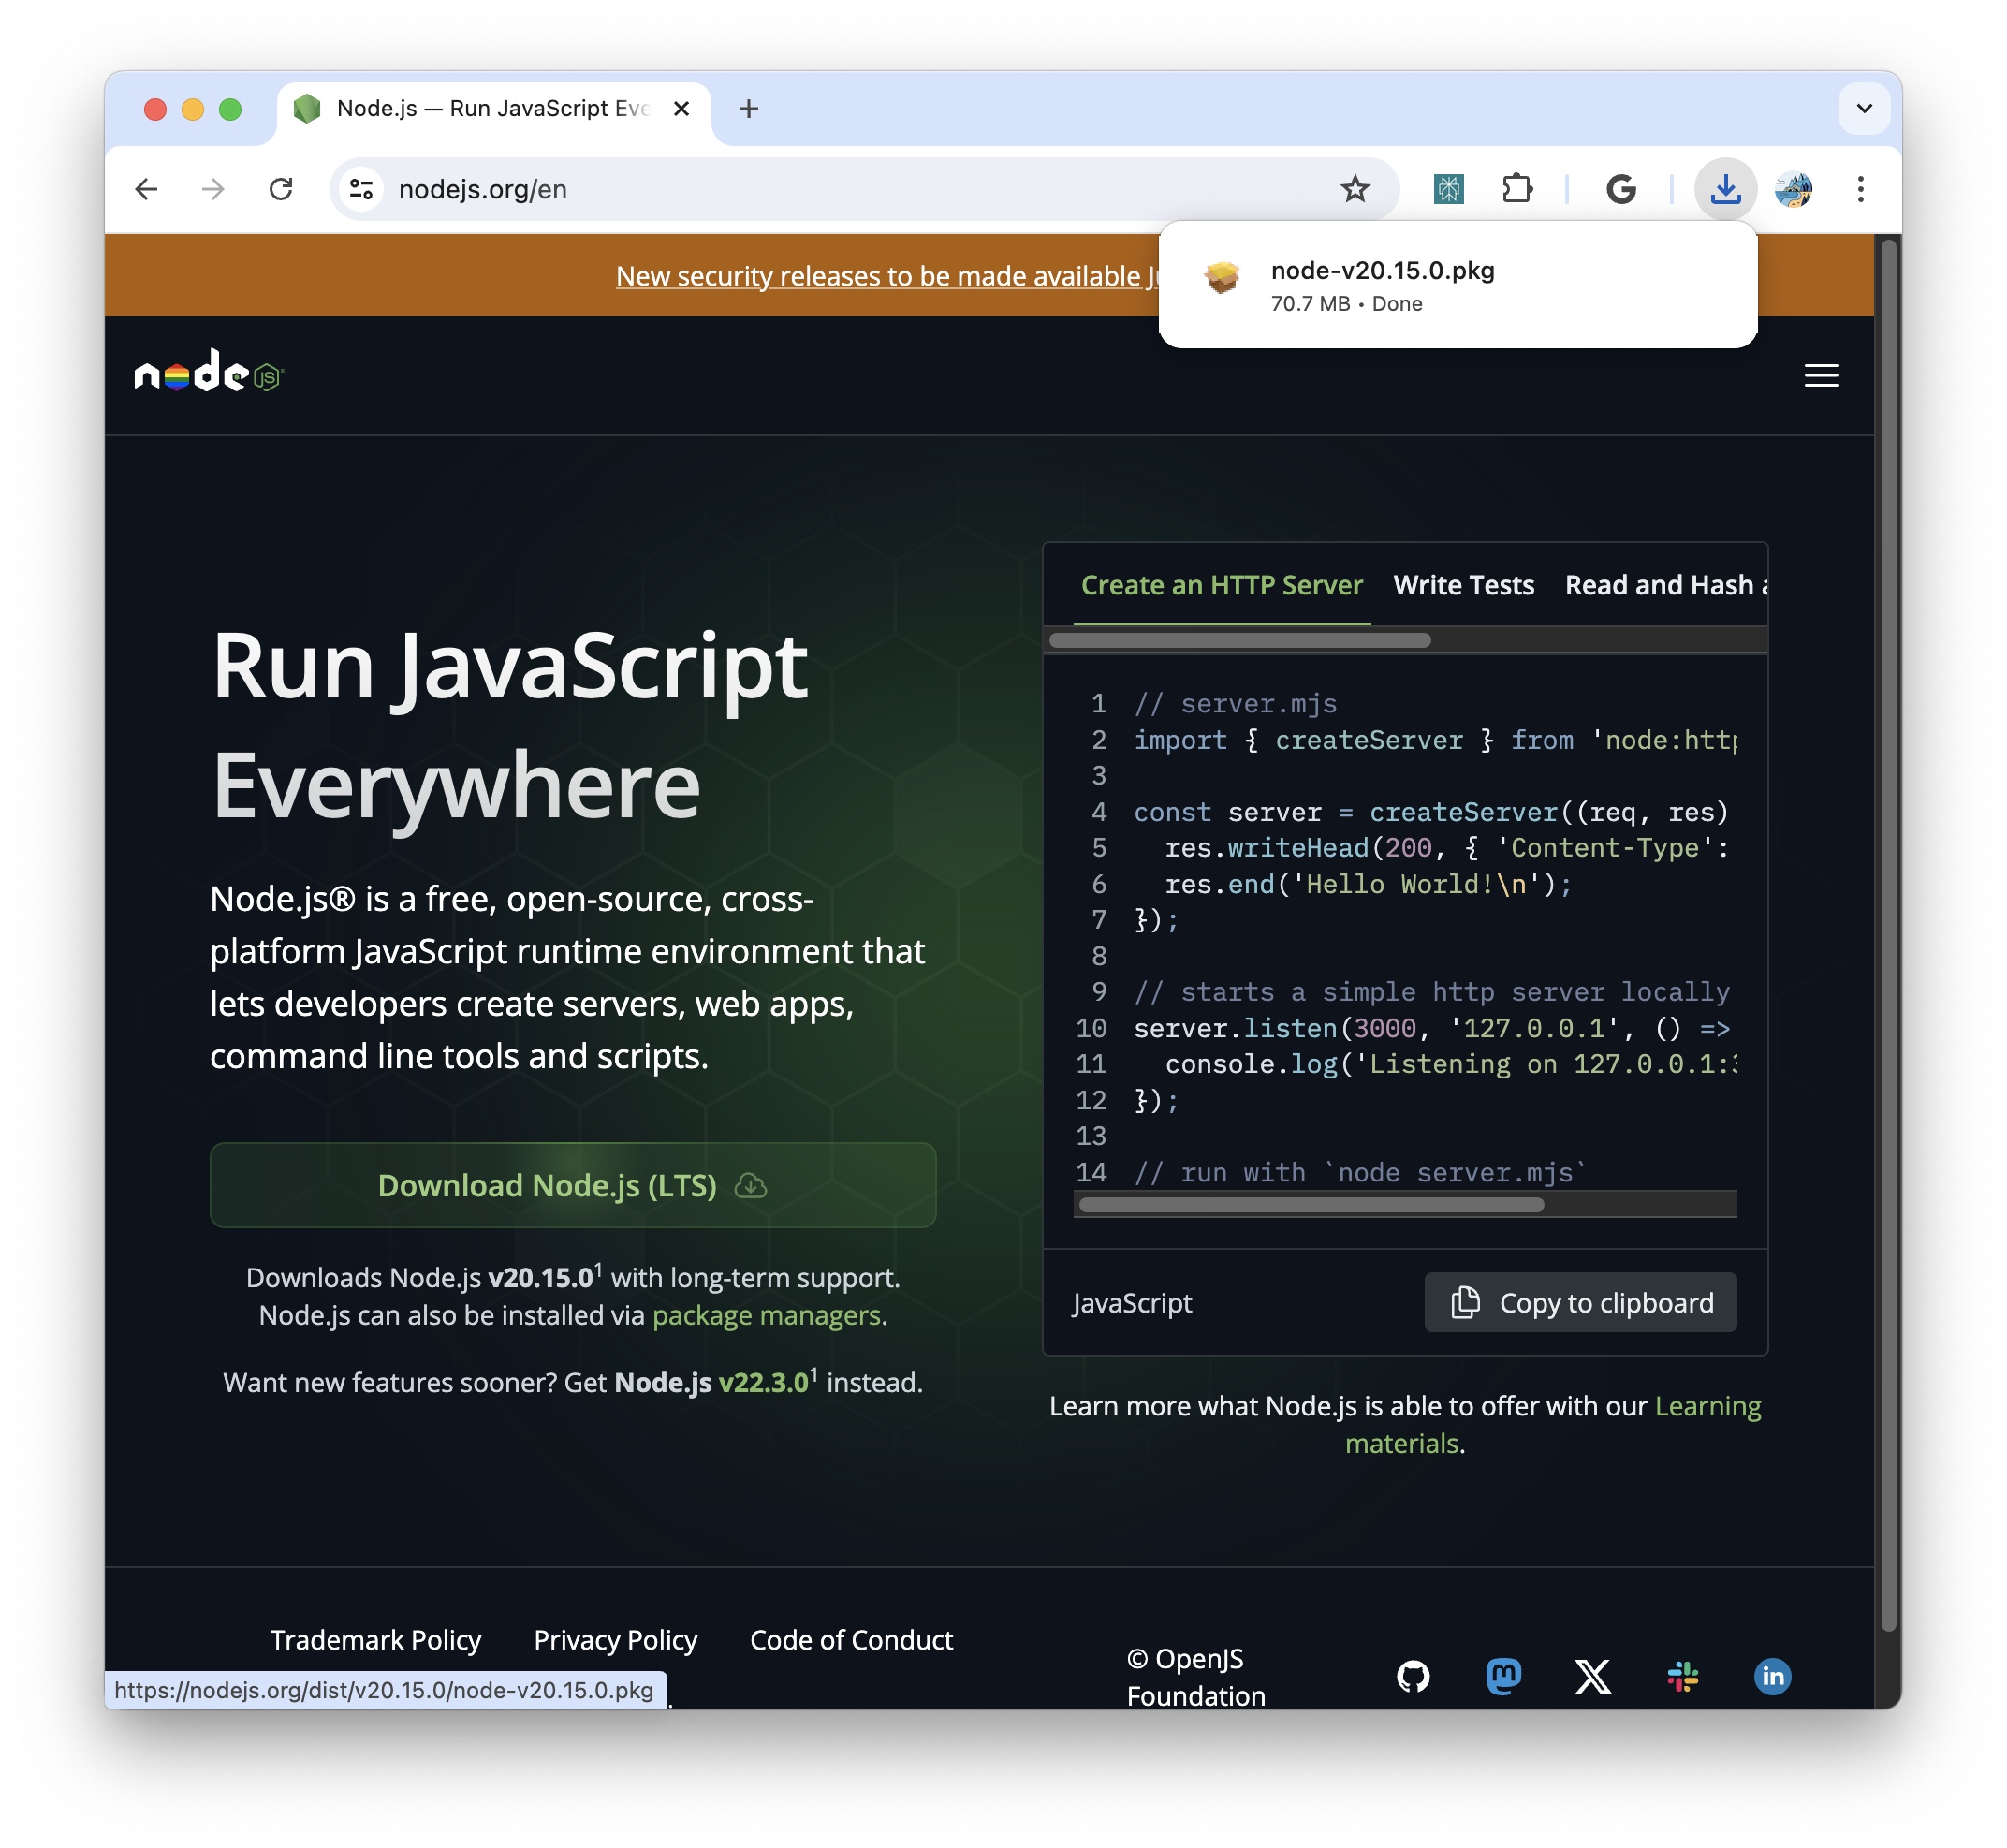 Node.js — Run JavaScript Eve
nodejs.org/en
New security releases to be made available Ju
node-v20.15.0.pkg
70.7 MB • Done
node JS
Run JavaScript
Everywhere
Node.js® is a free, open-source, cross-
platform JavaScript runtime environment that
lets developers create servers, web apps,
command line tools and scripts.
Download Node.js (LTS)
Downloads Node.js v20.15.0¹ with long-term support.
Node.js can also be installed via package managers.
Want new features sooner? Get Node.js v22.3.0¹ instead.
Create an HTTP Server Write Tests Read and Hash a
1 // server.mjs
2 import { createServer } from 'node:http
3
4 const server = createServer((req, res)
5   res.writeHead(200, { 'Content-Type':
6   res.end('Hello World!\n');
7 });
8
9 // starts a simple http server locally
10 server.listen(3000, '127.0.0.1', () =>
11   console.log('Listening on 127.0.0.1:3
12 });
13
14 // run with `node server.mjs`
JavaScript Copy to clipboard
Learn more what Node.js is able to offer with our Learning
materials.
Trademark Policy Privacy Policy Code of Conduct
© OpenJS
Foundation
https://nodejs.org/dist/v20.15.0/node-v20.15.0.pkg